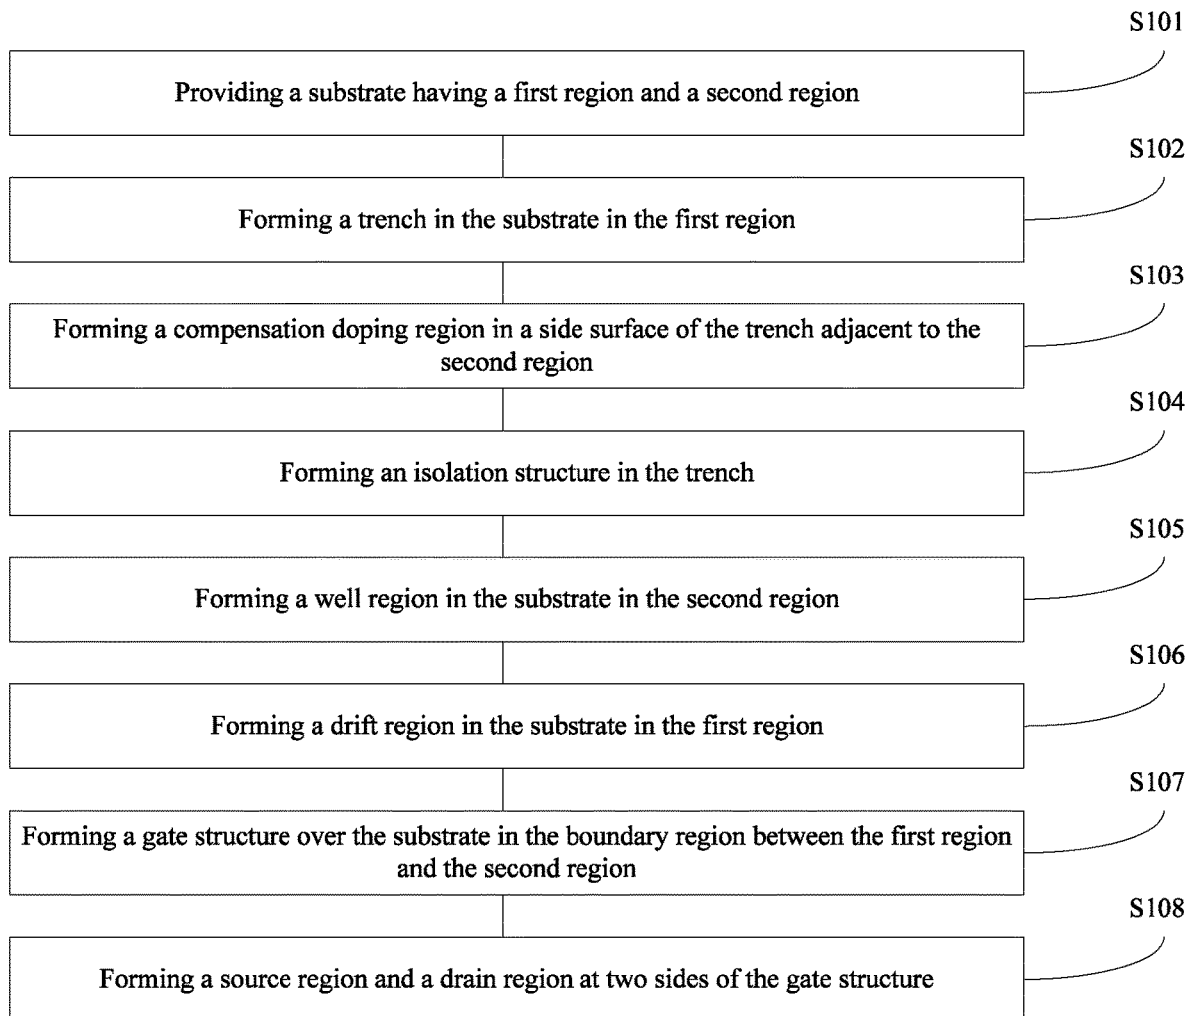 S101
Providing a substrate having a first region and a second region
S102
Forming a trench in the substrate in the first region
S103
Forming a compensation doping region in a side surface of the trench adjacent to the
second region
S104
Forming an isolation structure in the trench
S105
Forming a well region in the substrate in the second region
S106
Forming a drift region in the substrate in the first region
S107
Forming a gate structure over the substrate in the boundary region between the first region
and the second region
S108
Forming a source region and a drain region at two sides of the gate structure